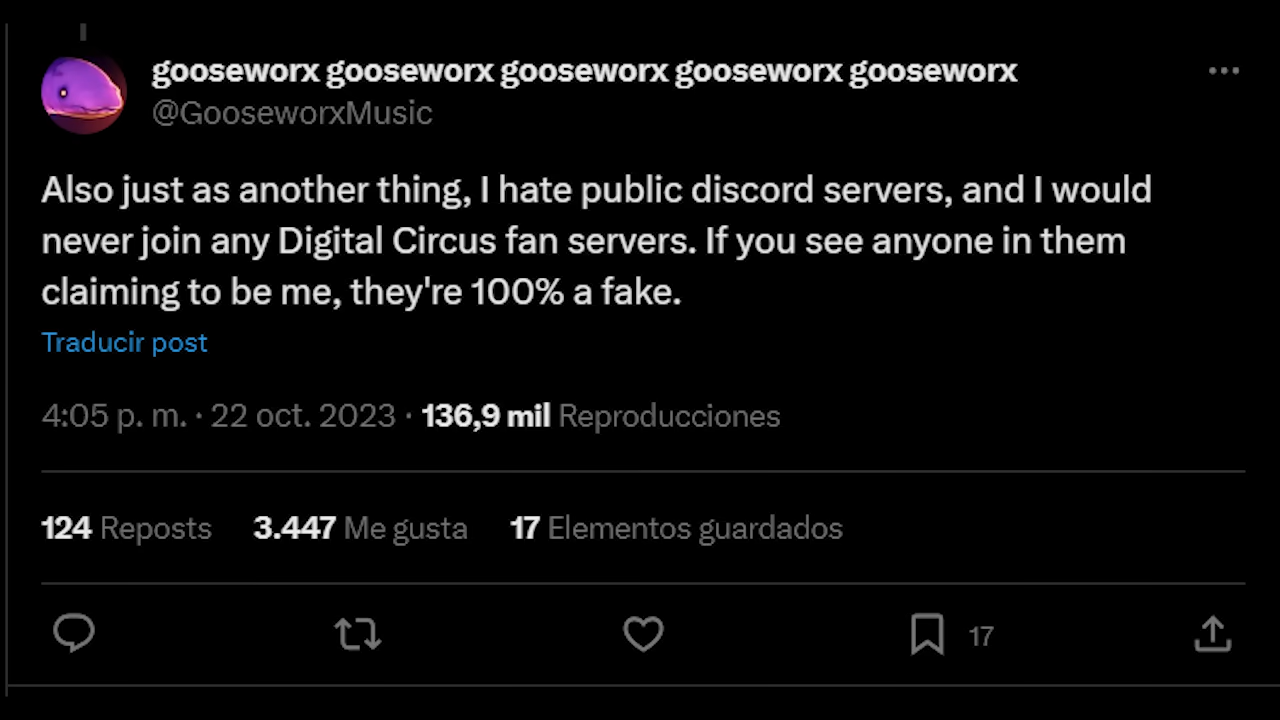 gooseworx gooseworx gooseworx gooseworx gooseworx
@GooseworxMusic
Also just as another thing, I hate public discord servers, and I would
never join any Digital Circus fan servers. If you see anyone in them
claiming to be me, they're 100% a fake.
Traducir post
4:05 p. m. · 22 oct. 2023 · 136,9 mil Reproducciones
124 Reposts 3.447 Me gusta 17 Elementos guardados
17